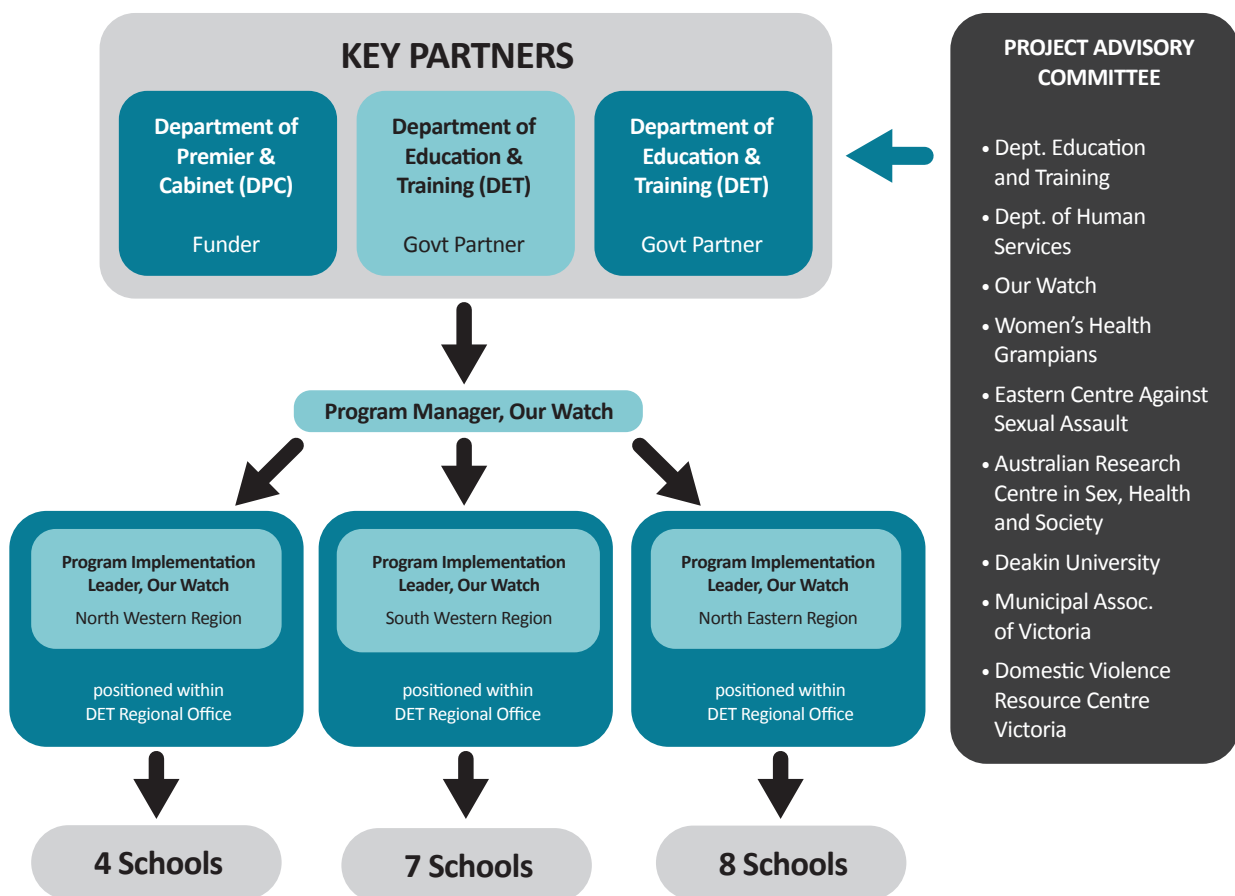 KEY PARTNERS
Department of
Premier &
Cabinet (DPC)
Funder
Department of
Education &
Training (DET)
Govt Partner
Department of
Education &
Training (DET)
Govt Partner
PROJECT ADVISORY
COMMITTEE
• Dept. Education
and Training
• Dept. of Human
Services
• Our Watch
• Women’s Health
Grampians
• Eastern Centre Against
Sexual Assault
• Australian Research
Centre in Sex, Health
and Society
• Deakin University
• Municipal Assoc.
of Victoria
• Domestic Violence
Resource Centre
Victoria
Program Manager, Our Watch
Program Implementation
Leader, Our Watch
North Western Region
positioned within
DET Regional Office
Program Implementation
Leader, Our Watch
South Western Region
positioned within
DET Regional Office
Program Implementation
Leader, Our Watch
North Eastern Region
positioned within
DET Regional Office
4 Schools
7 Schools
8 Schools